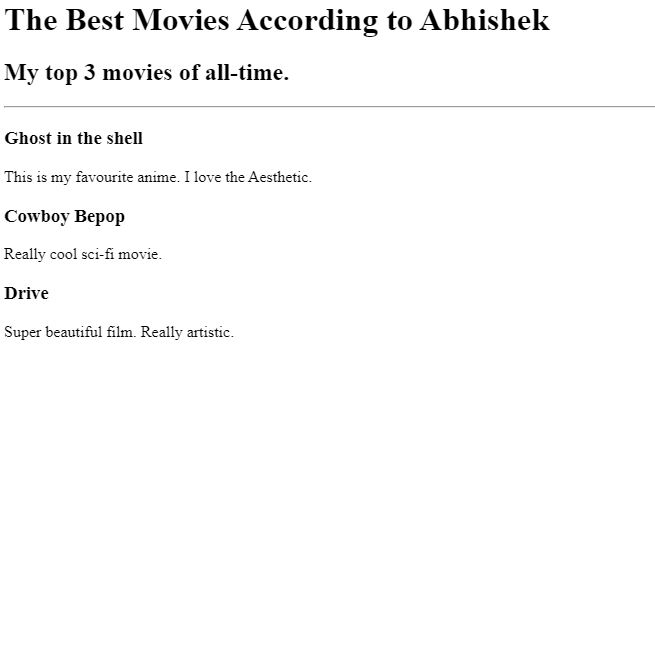 The Best Movies According to Abhishek
My top 3 movies of all-time.
Ghost in the shell
This is my favourite anime. I love the Aesthetic.
Cowboy Bepop
Really cool sci-fi movie.
Drive
Super beautiful film. Really artistic.